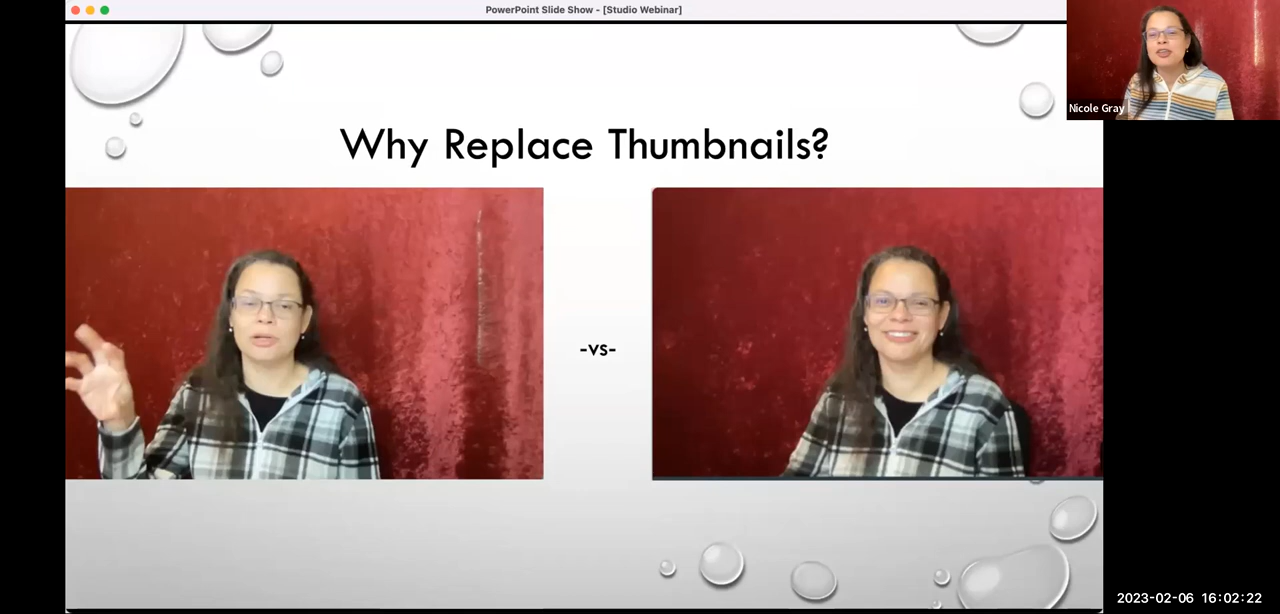 PowerPoint Slide Show - [Studio Webinar]
Nicole Gray
Why Replace Thumbnails?
-vs-
2023-02-06 16:02:22